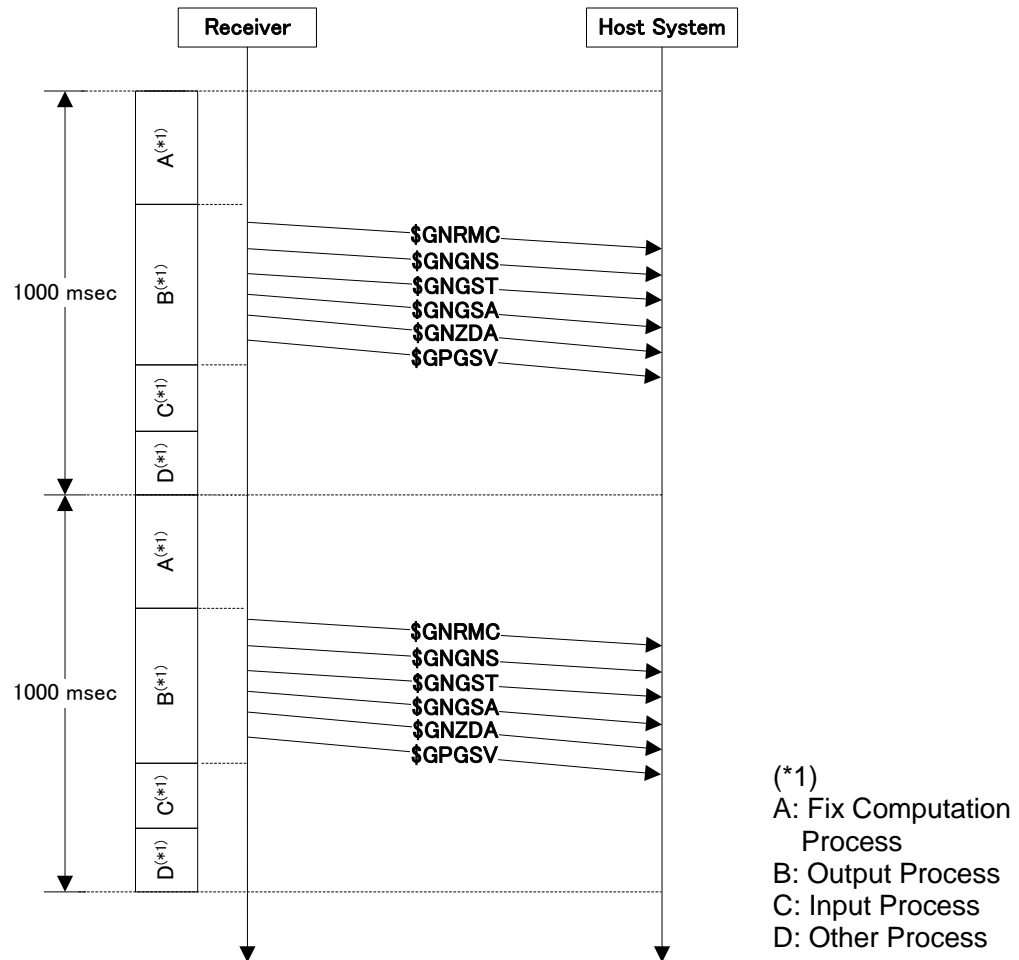 Receiver
Host System
A(*1)
$GNRMC
$GNGNS
$GNGST
1000 msec
B(*1)
$GNGSA
$GNZDA
$GPGSV
C(*1)
D(*1)
A(*1)
$GNRMC
$GNGNS
$GNGST
1000 msec
B(*1)
$GNGSA
$GNZDA
$GPGSV
C(*1)
D(*1)
(*1)
A: Fix Computation
Process
B: Output Process
C: Input Process
D: Other Process